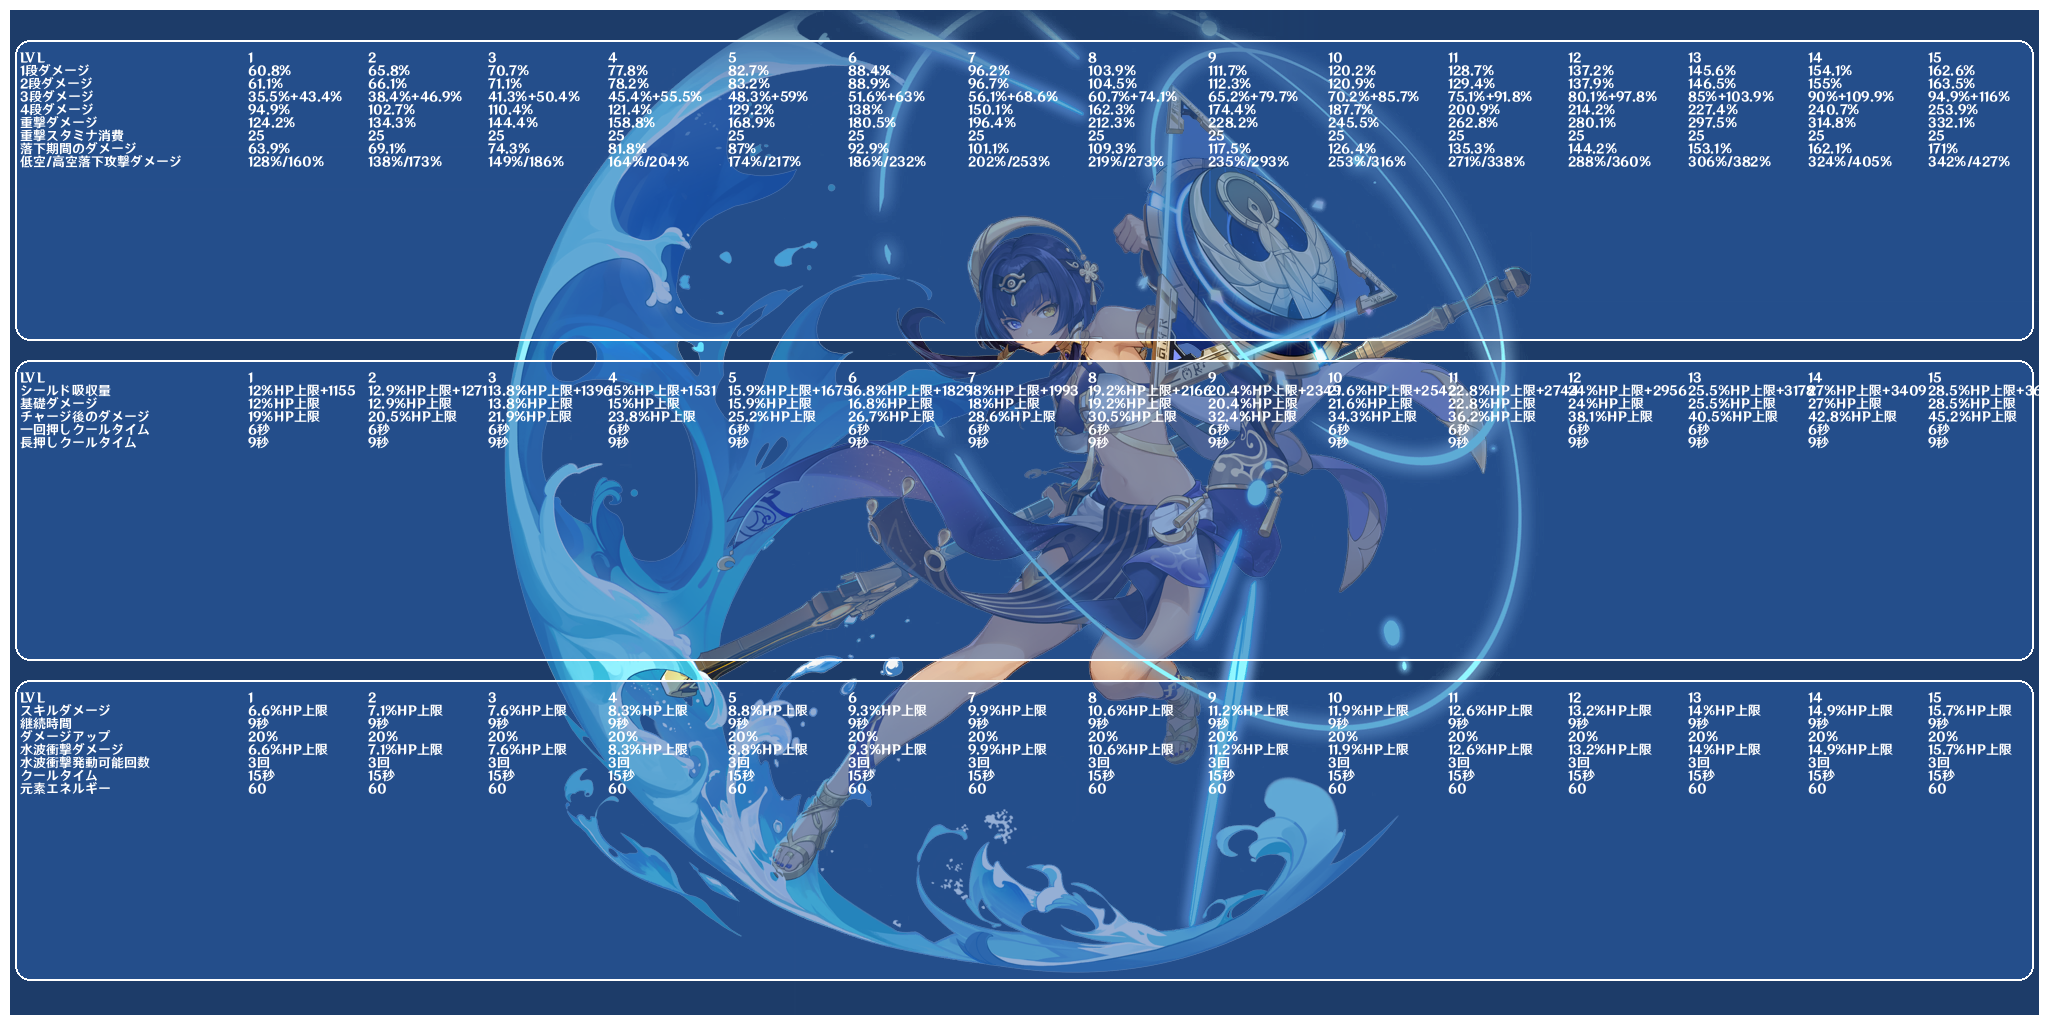 LVL 1 2 3 4 5 6 7 8 9 10 11 12 13 14 15
1段ダメージ 60.8% 65.8% 70.7% 77.8% 82.7% 88.4% 96.2% 103.9% 111.7% 120.2% 128.7% 137.2% 145.6% 154.1% 162.6%
2段ダメージ 61.1% 66.1% 71.1% 78.2% 83.2% 88.9% 96.7% 104.5% 112.3% 120.9% 129.4% 137.9% 146.5% 155% 163.5%
3段ダメージ 35.5%+43.4% 38.4%+46.9% 41.3%+50.4% 45.4%+55.5% 48.3%+59% 51.6%+63% 56.1%+68.6% 60.7%+74.1% 65.2%+79.7% 70.2%+85.7% 75.1%+91.8% 80.1%+97.8% 85%+103.9% 90%+109.9% 94.9%+116%
4段ダメージ 94.9% 102.7% 110.4% 121.4% 129.2% 138% 150.1% 162.3% 174.4% 187.7% 200.9% 214.2% 227.4% 240.7% 253.9%
重撃ダメージ 124.2% 134.3% 144.4% 158.8% 168.9% 180.5% 196.4% 212.3% 228.2% 245.5% 262.8% 280.1% 297.5% 314.8% 332.1%
重撃スタミナ消費 25 25 25 25 25 25 25 25 25 25 25 25 25 25 25
落下期間のダメージ 63.9% 69.1% 74.3% 81.8% 87% 92.9% 101.1% 109.3% 117.5% 126.4% 135.3% 144.2% 153.1% 162.1% 171%
低空/高空落下攻撃ダメージ 128%/160% 138%/173% 149%/186% 164%/204% 174%/217% 186%/232% 202%/253% 219%/273% 235%/293% 253%/316% 271%/338% 288%/360% 306%/382% 324%/405% 342%/427%
LVL 1 2 3 4 5 6 7 8 9 10 11 12 13 14 15
シールド吸収量 12%HP上限+1155 12.9%HP上限+1271 13.8%HP上限+1396 15%HP上限+1531 15.9%HP上限+1675 16.8%HP上限+1829 18%HP上限+1993 19.2%HP上限+2166 20.4%HP上限+234 21.6%HP上限+254 22.8%HP上限+274 24%HP上限+2956 25.5%HP上限+3178 27%HP上限+3409 28.5%HP上限+36
基礎ダメージ 12%HP上限 12.9%HP上限 13.8%HP上限 15%HP上限 15.9%HP上限 16.8%HP上限 18%HP上限 19.2%HP上限 20.4%HP上限 21.6%HP上限 22.8%HP上限 24%HP上限 25.5%HP上限 27%HP上限 28.5%HP上限
チャージ後のダメージ 19%HP上限 20.5%HP上限 21.9%HP上限 23.8%HP上限 25.2%HP上限 26.7%HP上限 28.6%HP上限 30.5%HP上限 32.4%HP上限 34.3%HP上限 36.2%HP上限 38.1%HP上限 40.5%HP上限 42.8%HP上限 45.2%HP上限
一回押しクールタイム 6秒 6秒 6秒 6秒 6秒 6秒 6秒 6秒 6秒 6秒 6秒 6秒 6秒 6秒 6秒
長押しクールタイム 9秒 9秒 9秒 9秒 9秒 9秒 9秒 9秒 9秒 9秒 9秒 9秒 9秒 9秒 9秒
LVL 1 2 3 4 5 6 7 8 9 10 11 12 13 14 15
スキルダメージ 6.6%HP上限 7.1%HP上限 7.6%HP上限 8.3%HP上限 8.8%HP上限 9.3%HP上限 9.9%HP上限 10.6%HP上限 11.2%HP上限 11.9%HP上限 12.6%HP上限 13.2%HP上限 14%HP上限 14.9%HP上限 15.7%HP上限
継続時間 9秒 9秒 9秒 9秒 9秒 9秒 9秒 9秒 9秒 9秒 9秒 9秒 9秒 9秒 9秒
ダメージアップ 20% 20% 20% 20% 20% 20% 20% 20% 20% 20% 20% 20% 20% 20% 20%
水波衝撃ダメージ 6.6%HP上限 7.1%HP上限 7.6%HP上限 8.3%HP上限 8.8%HP上限 9.3%HP上限 9.9%HP上限 10.6%HP上限 11.2%HP上限 11.9%HP上限 12.6%HP上限 13.2%HP上限 14%HP上限 14.9%HP上限 15.7%HP上限
水波衝撃発動可能回数 3回 3回 3回 3回 3回 3回 3回 3回 3回 3回 3回 3回 3回 3回 3回
クールタイム 15秒 15秒 15秒 15秒 15秒 15秒 15秒 15秒 15秒 15秒 15秒 15秒 15秒 15秒 15秒
元素エネルギー 60 60 60 60 60 60 60 60 60 60 60 60 60 60 60